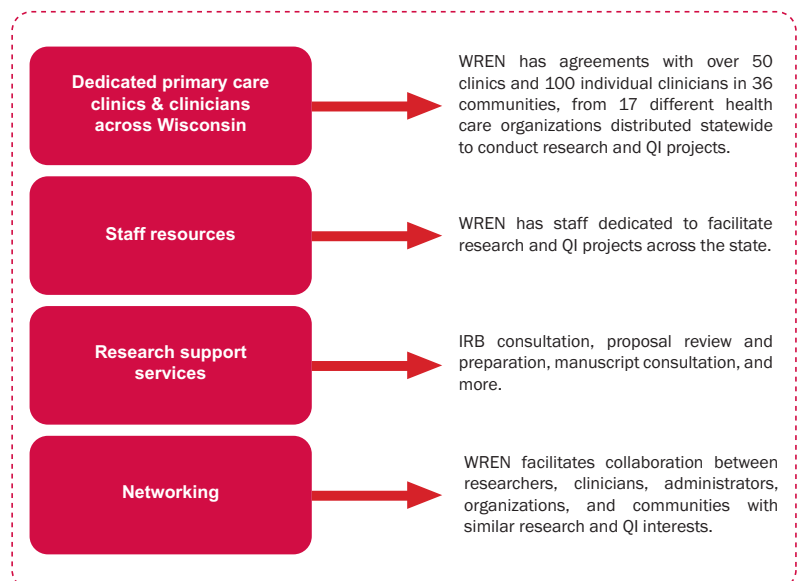 Dedicated primary care
clinics & clinicians
across Wisconsin
WREN has agreements with over 50
clinics and 100 individual clinicians in 36
communities, from 17 different health
care organizations distributed statewide
to conduct research and QI projects.
Staff resources
WREN has staff dedicated to facilitate
research and QI projects across the state.
Research support
services
IRB consultation, proposal review and
preparation, manuscript consultation, and
more.
Networking
WREN facilitates collaboration between
researchers, clinicians, administrators,
organizations, and communities with
similar research and QI interests.